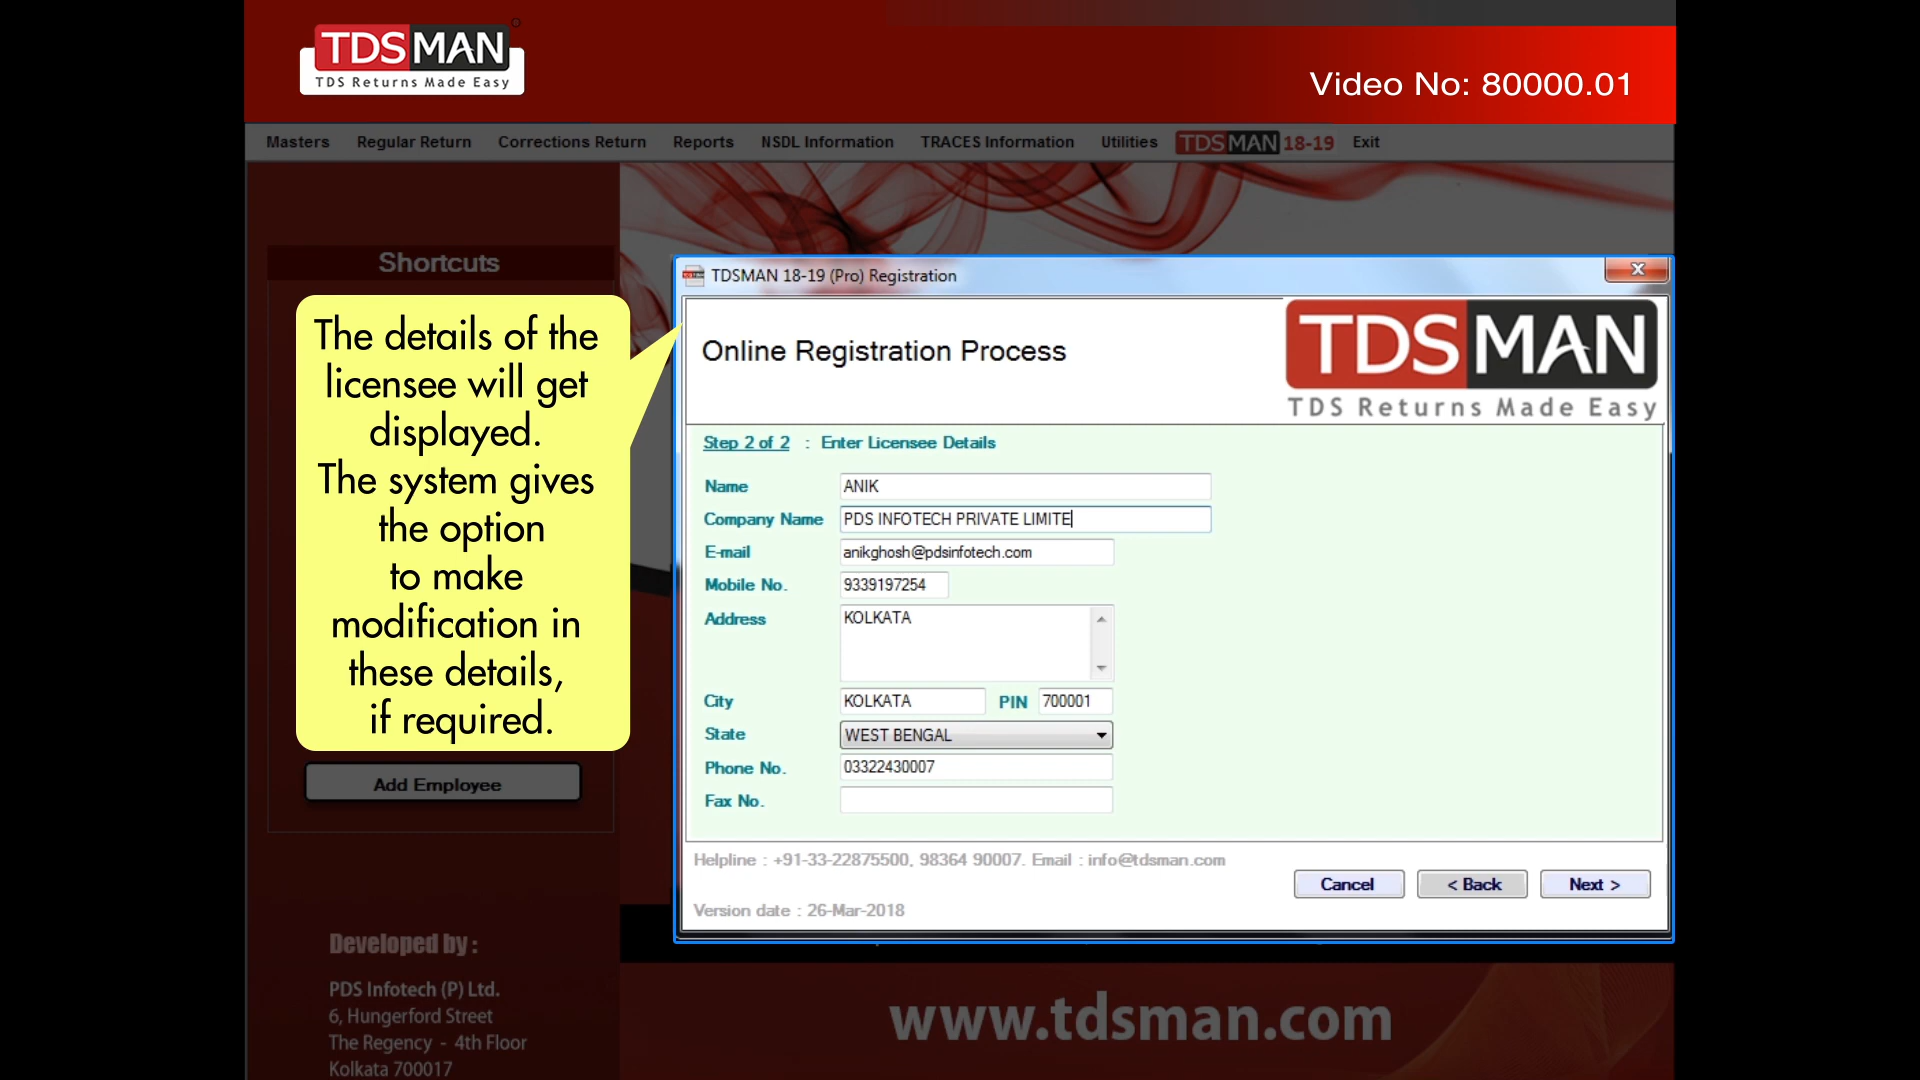 TDSMAN
TDS Returns Made Easy
Video No: 80000.01
Masters Regular Return Corrections Return Reports NSDL Information TRACES Information Utilities TDSMAN 18-19 Exit
Shortcuts
The details of the
licensee will get
displayed.
The system gives
the option
to make
modification in
these details,
if required.
Add Employee
Developed by :
PDS Infotech (P) Ltd.
6, Hungerford Street
The Regency - 4th Floor
Kolkata 700017
TDSMAN 18-19 (Pro) Registration
Online Registration Process
TDSMAN
TDS Returns Made Easy
Step 2 of 2 : Enter Licensee Details
Name ANIK
Company Name PDS INFOTECH PRIVATE LIMITE
E-mail anikghosh@pdsinfotech.com
Mobile No. 9339197254
Address KOLKATA
City KOLKATA PIN 700001
State WEST BENGAL
Phone No. 03322430007
Fax No.
Helpline : +91-33-22875500, 98364 90007. Email : info@tdsman.com
Cancel < Back Next >
Version date : 26-Mar-2018
www.tdsman.com